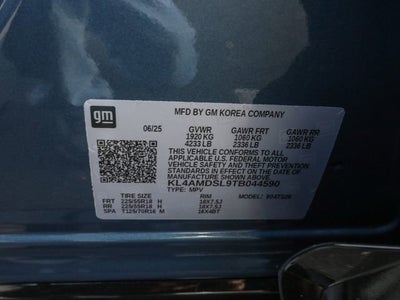 gm
MFD BY GM KOREA COMPANY
06/25 GVWR GAWR FRT GAWR RR
1920 KG 1060 KG 1060 KG
4233 LB 2336 LB 2336 LB
THIS VEHICLE CONFORMS TO ALL
APPLICABLE U.S. FEDERAL MOTOR
VEHICLE SAFETY AND THEFT PREVENTION
STANDARDS IN EFFECT ON THE DATE OF
MANUFACTURE SHOWN ABOVE.
KL4AMDSL9TB044590
TYPE: MPV
TIRE SIZE RIM MODEL:
FRT 225/55R18 H 18X7.5J
RR 225/55R18 H 18X7.5J
SPA T125/70R16 M 16X4BT